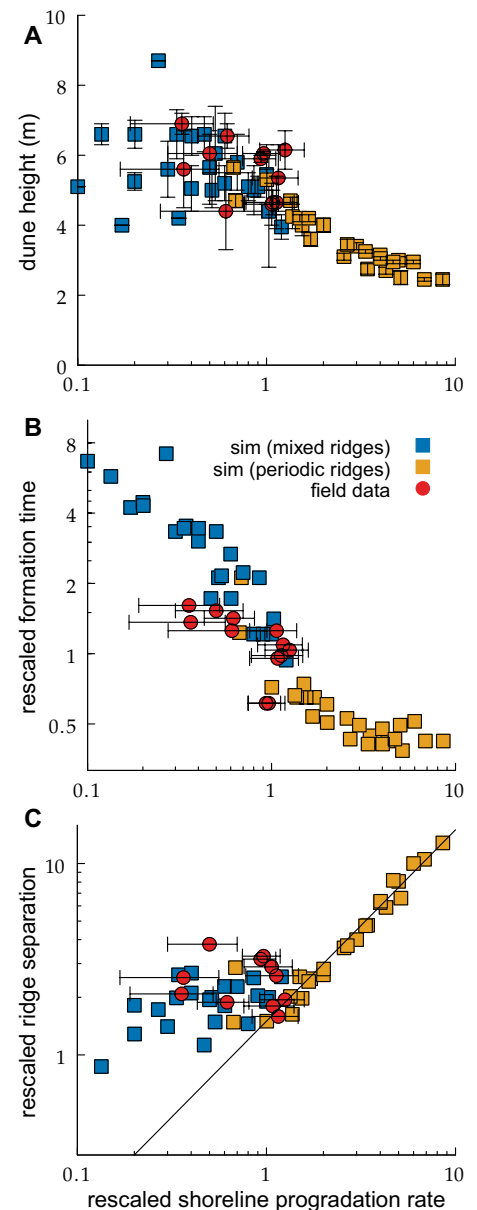 A
10
8
6
4
2
0
dune height (m)
0.1 1 10
B
8
4
2
1
0.5
rescaled formation time
sim (mixed ridges)
sim (periodic ridges)
field data
0.1 1 10
C
10
1
rescaled ridge separation
0.1 1 10
rescaled shoreline progradation rate